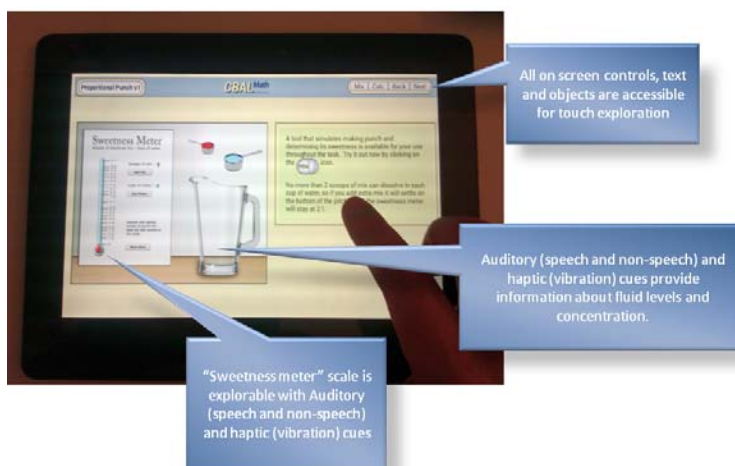 Proportional Punch v1
CBAL Math
Mix Calc Back Next
All on screen controls, text
and objects are accessible
for touch exploration
Sweetness Meter
A tool that simulates making punch and
determining its sweetness is available for your use
throughout the task. Try it out now by clicking on
the icon.
No more than 2 scoops of mix can dissolve in each
cup of water, so if you add extra mix it will settle on
the bottom of the the sweetness meter
will stay at 2:1.
Auditory (speech and non-speech) and
haptic (vibration) cues provide
information about fluid levels and
concentration.
"Sweetness meter" scale is
explorable with Auditory
(speech and non-speech)
and haptic (vibration) cues